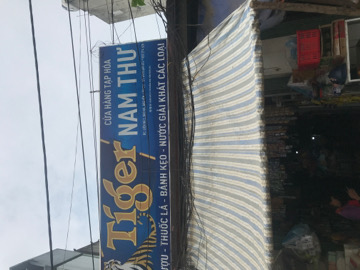 CỬA HÀNG TẠP HÓA
NAM THƯ
Tiger
RƯỢU - THUỐC LÁ - BÁNH KẸO - NƯỚC GIẢI KHÁT CÁC LOẠI